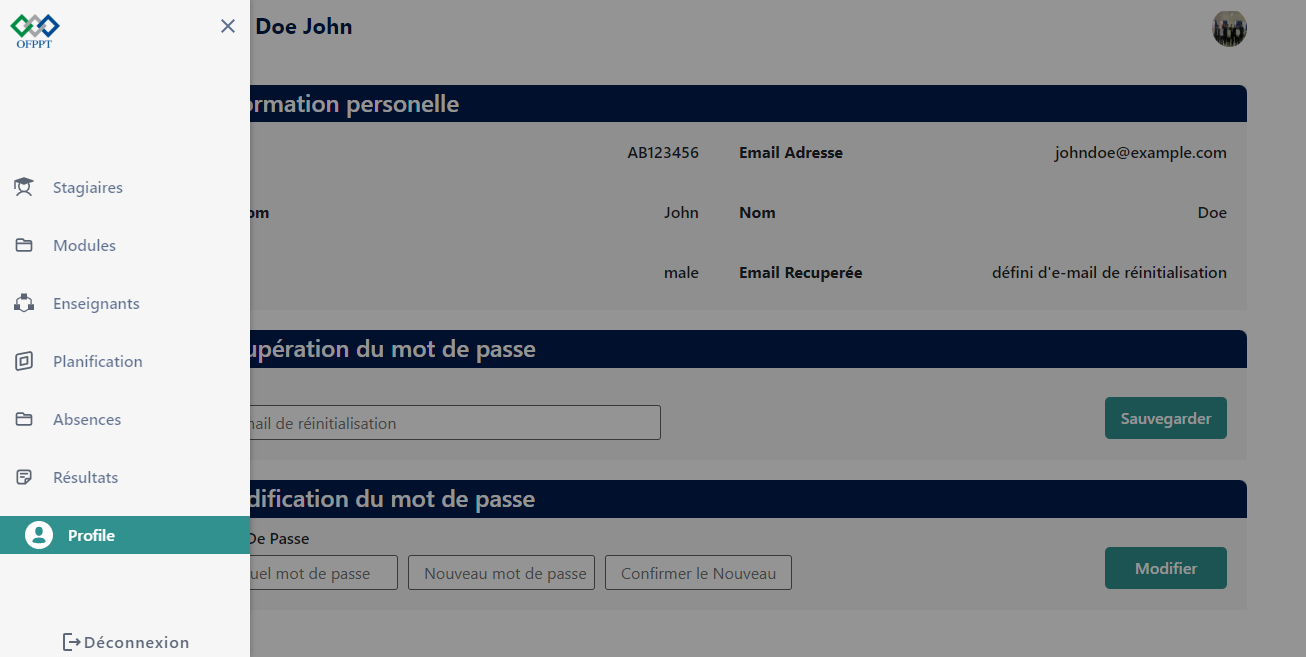 OFPPT
Stagiaires
Modules
Enseignants
Planification
Absences
Résultats
Profile
Déconnexion
Doe John
ormation personelle
AB123456 Email Adresse johndoe@example.com
om John Nom Doe
male Email Recuperée défini d'e-mail de réinitialisation
upération du mot de passe
ail de réinitialisation Sauvegarder
dification du mot de passe
De Passe
uel mot de passe Nouveau mot de passe Confirmer le Nouveau Modifier